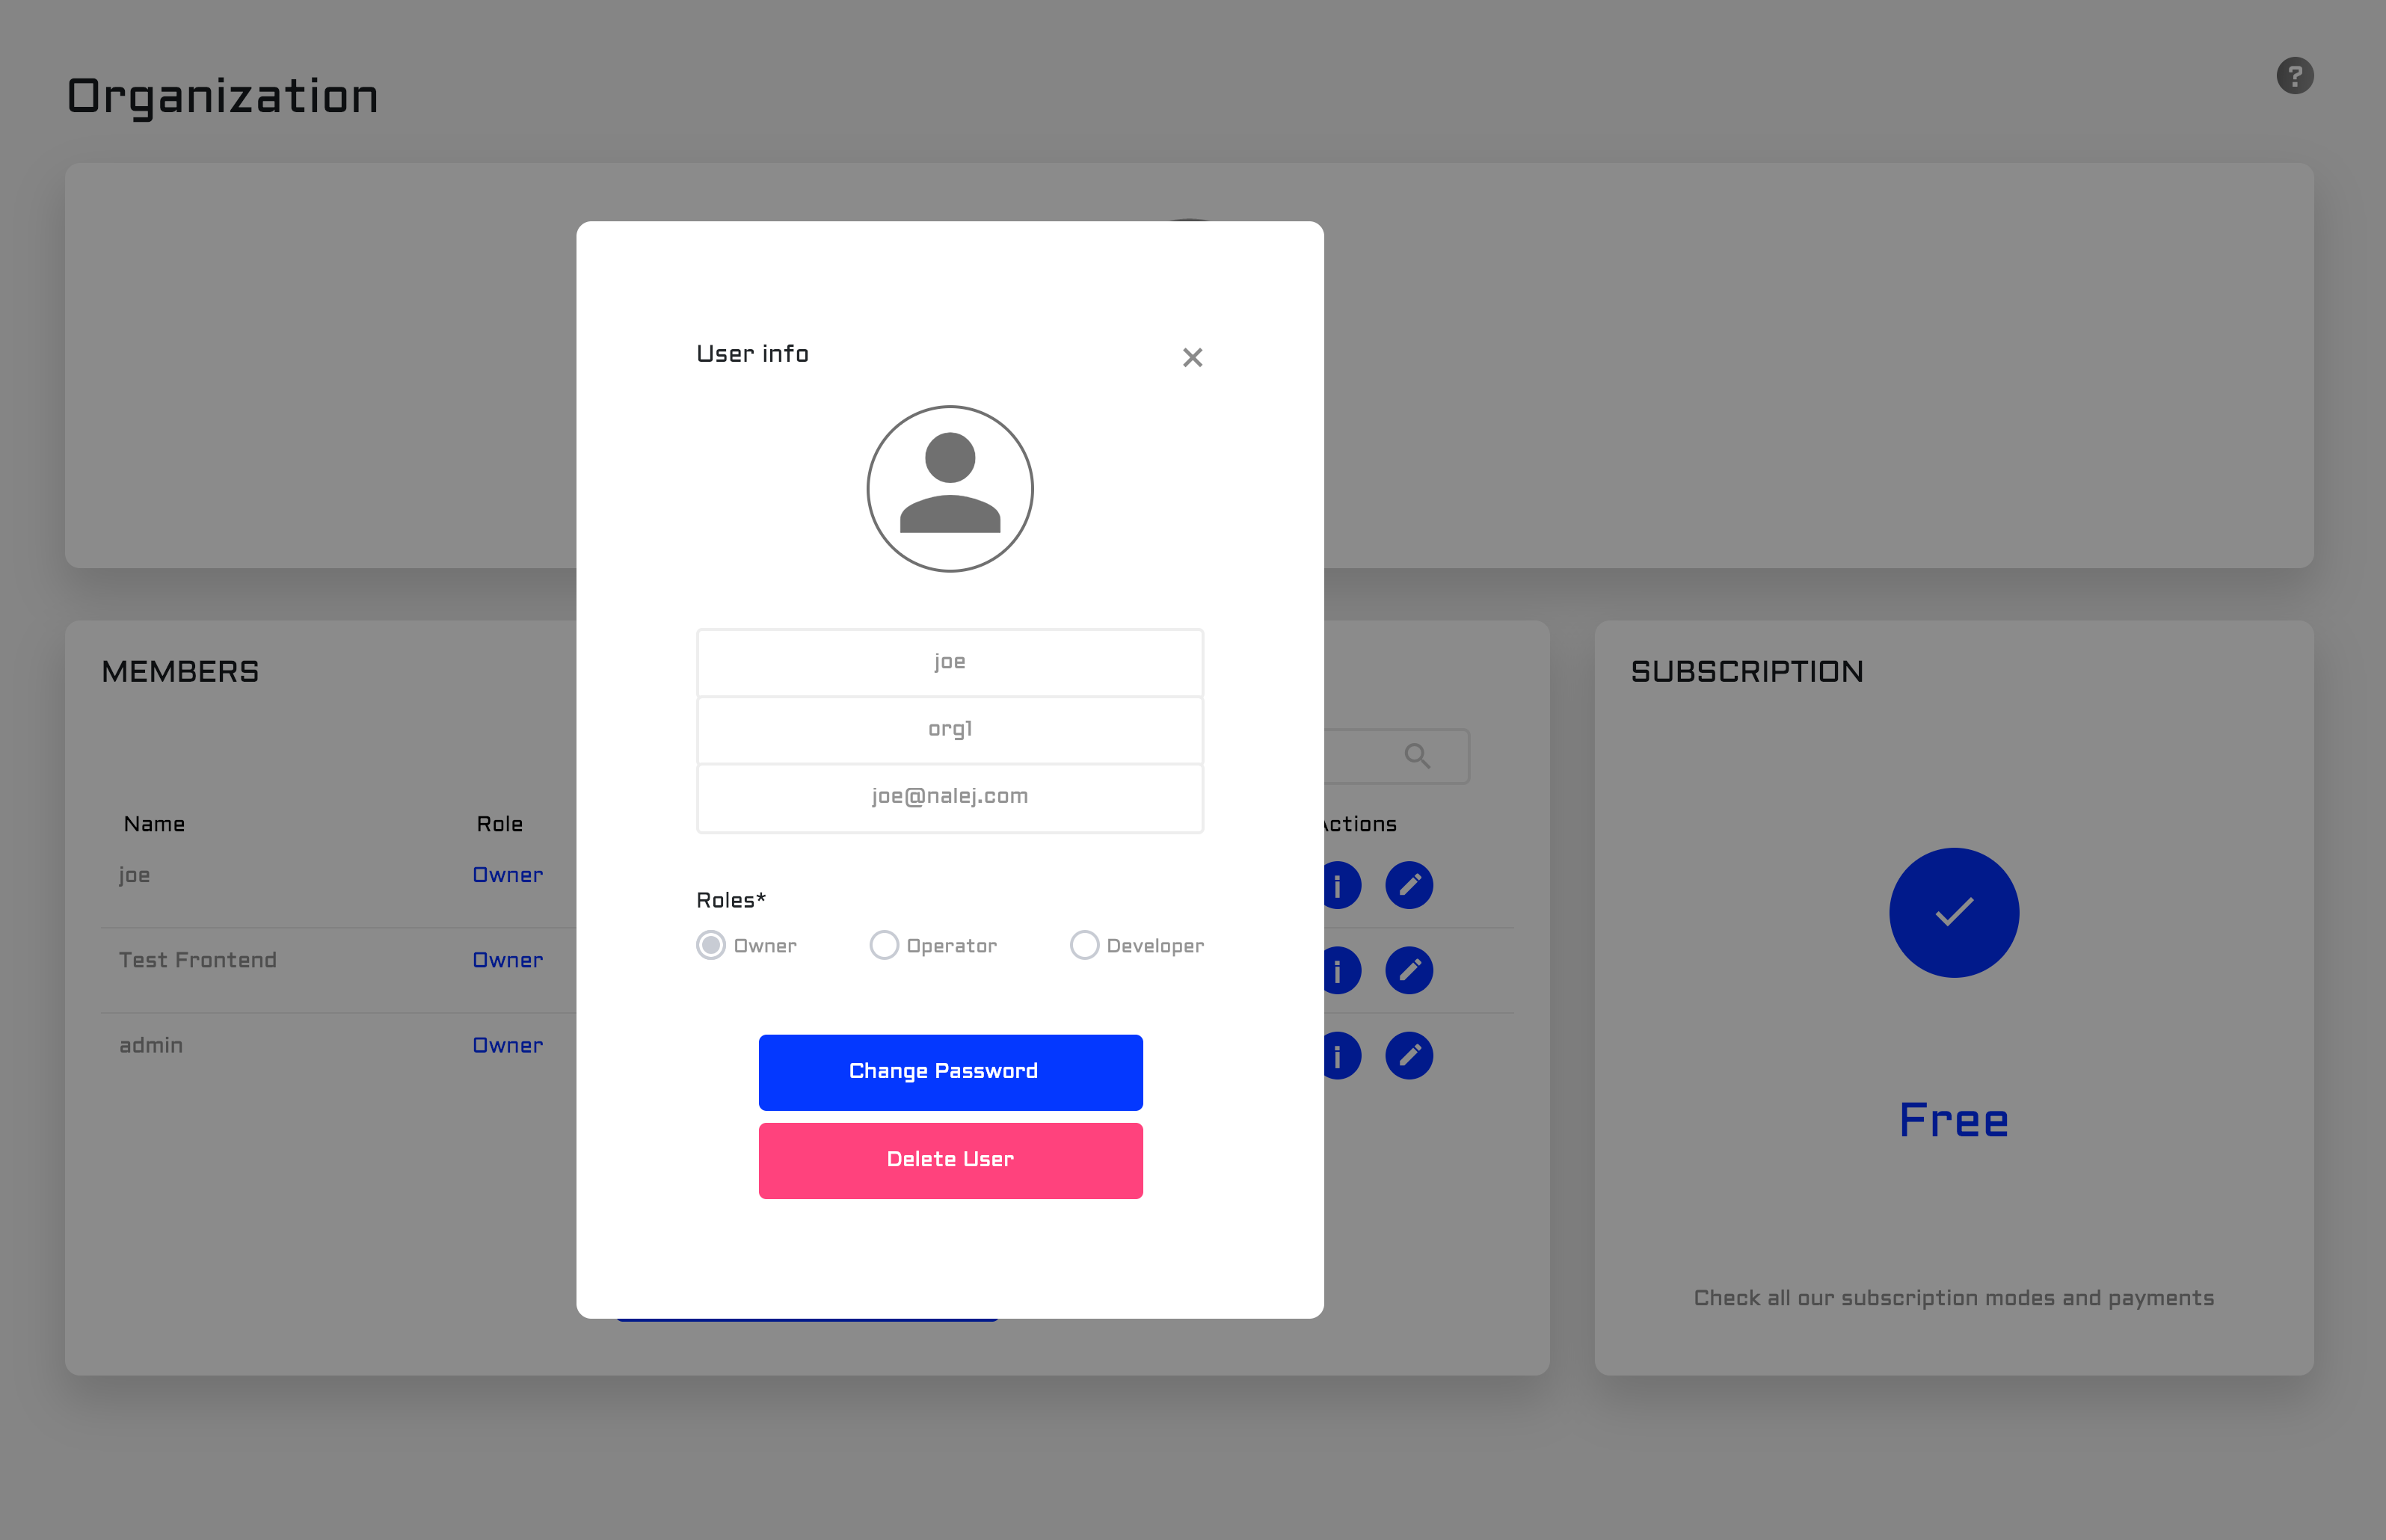 Organization
?
User info
joe
org1
joe@nalej.com
Roles*
Owner Operator Developer
Change Password
Delete User
MEMBERS
Name Role
joe Owner
Test Frontend Owner
admin Owner
Actions
i
i
i
SUBSCRIPTION
Free
Check all our subscription modes and payments